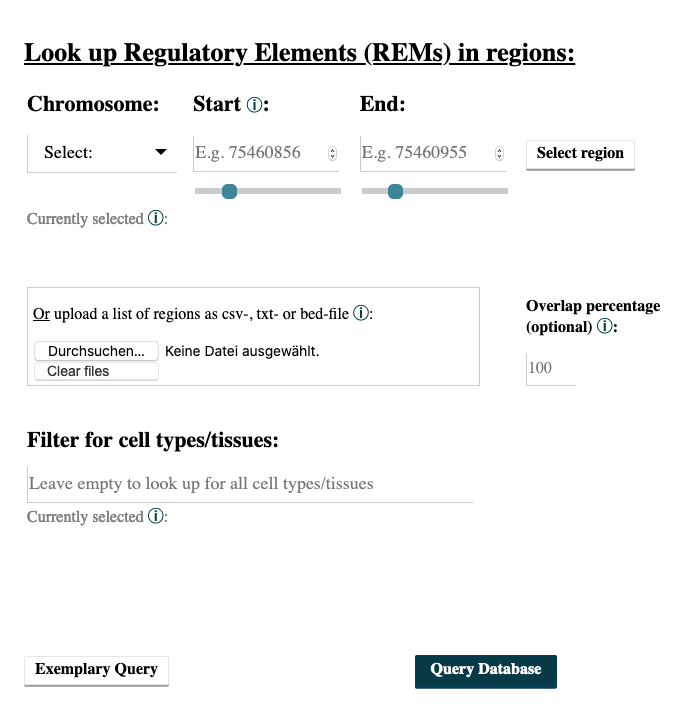 Look up Regulatory Elements (REMs) in regions:
Chromosome: Start ⓘ: End:
Select: E.g. 75460856 E.g. 75460955 Select region
Currently selected ⓘ:
Or upload a list of regions as csv-, txt- or bed-file ⓘ:
Durchsuchen... Keine Datei ausgewählt.
Clear files
Overlap percentage
(optional) ⓘ:
100
Filter for cell types/tissues:
Leave empty to look up for all cell types/tissues
Currently selected ⓘ:
Exemplary Query Query Database